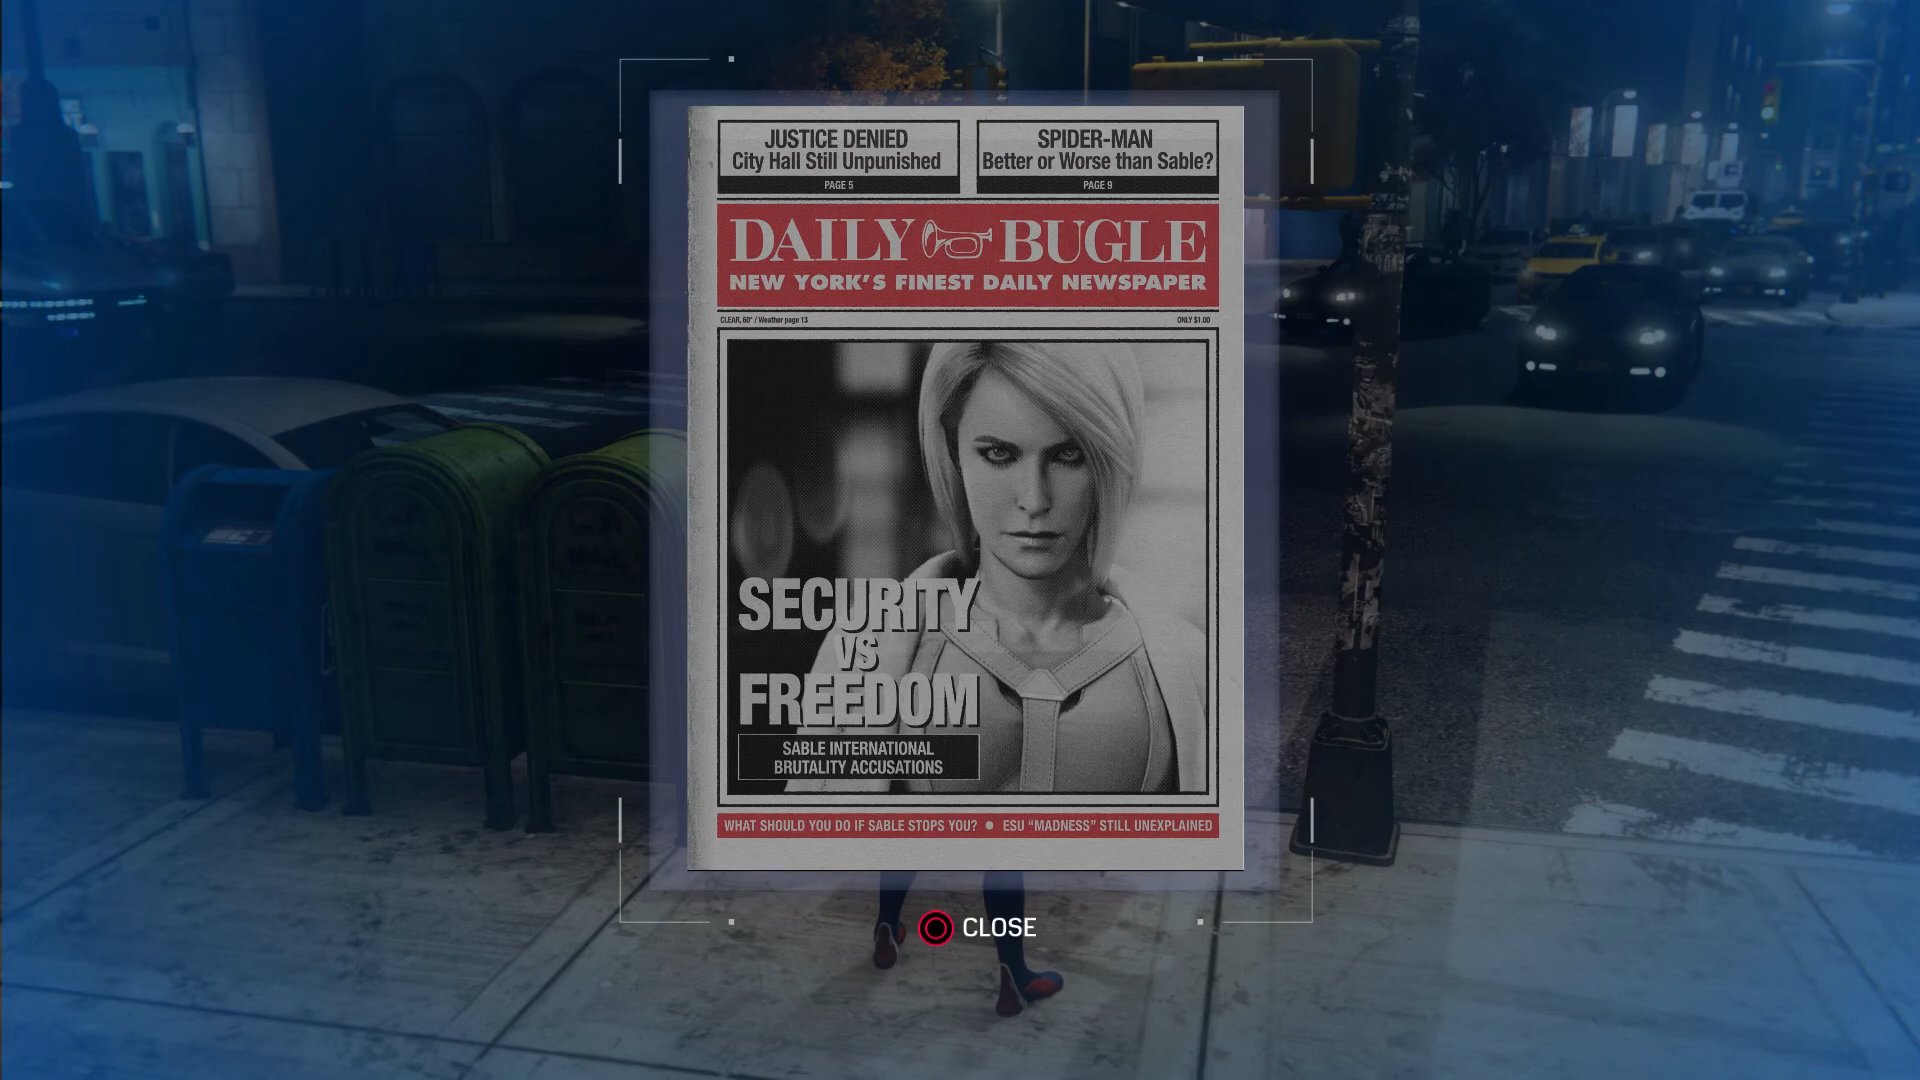 JUSTICE DENIED
City Hall Still Unpunished
PAGE 5
SPIDER-MAN
Better or Worse than Sable?
PAGE 9
DAILY BUGLE
NEW YORK'S FINEST DAILY NEWSPAPER
CLEAR, 60° / Weather page 13
ONLY $1.00
SECURITY
VS
FREEDOM
SABLE INTERNATIONAL
BRUTALITY ACCUSATIONS
WHAT SHOULD YOU DO IF SABLE STOPS YOU? • ESU “MADNESS” STILL UNEXPLAINED
CLOSE